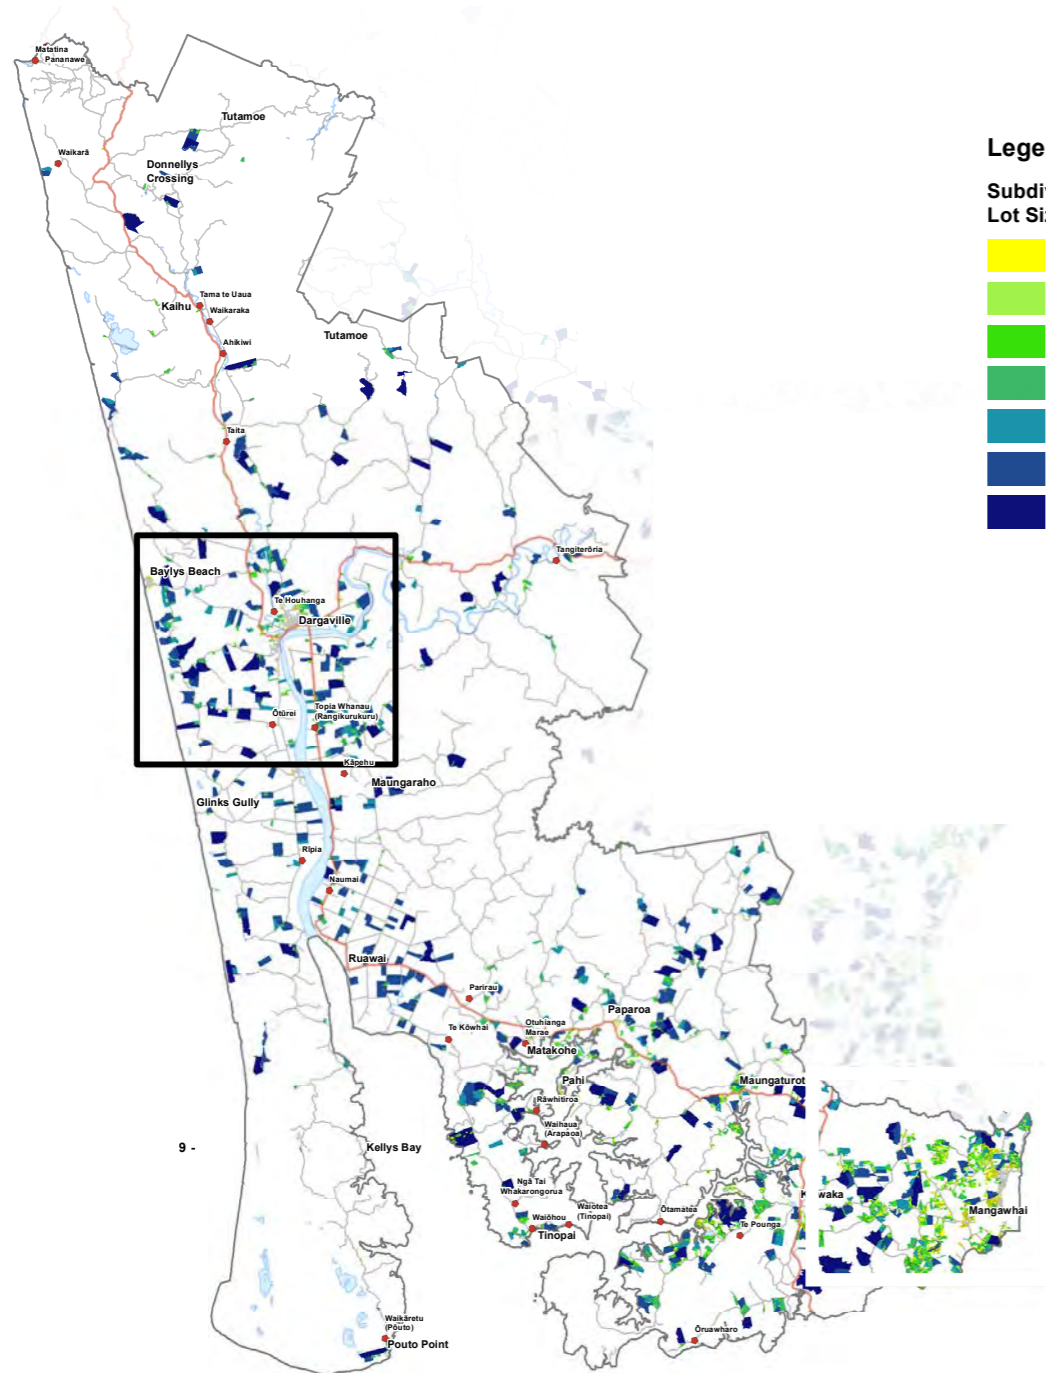 Matatina
Pananawe
Tutamoe
Lege
Waikarā
Donnellys
Crossing
Subdiv
Lot Siz
Tama te Uaua
Kaihu
Waikaraka
Tutamoe
Ahikiwi
Taita
Tangiterōria
Baylys Beach
Te Houhanga
Dargaville
Ōtūrei
Topia Whanau
(Rangikurukuru)
Kāpehu
Maungaraho
Glinks Gully
Rīpia
Naumai
Ruawai
Parirau
Te Kōwhai
Otuhianga
Marae
Paparoa
Matakohe
Pahi
Maungaturot
Rāwhitiroa
Waihaua
(Arapaoa)
9 -
Kellys Bay
Ngā Tai
Whakarongorua
Waiotea
(Tinopai)
Waiōhou
Tinopai
Ōtamatea
Te Pounga
K
waka
Mangawhai
Waikāretu
(Pōuto)
Pouto Point
Ōruawharo